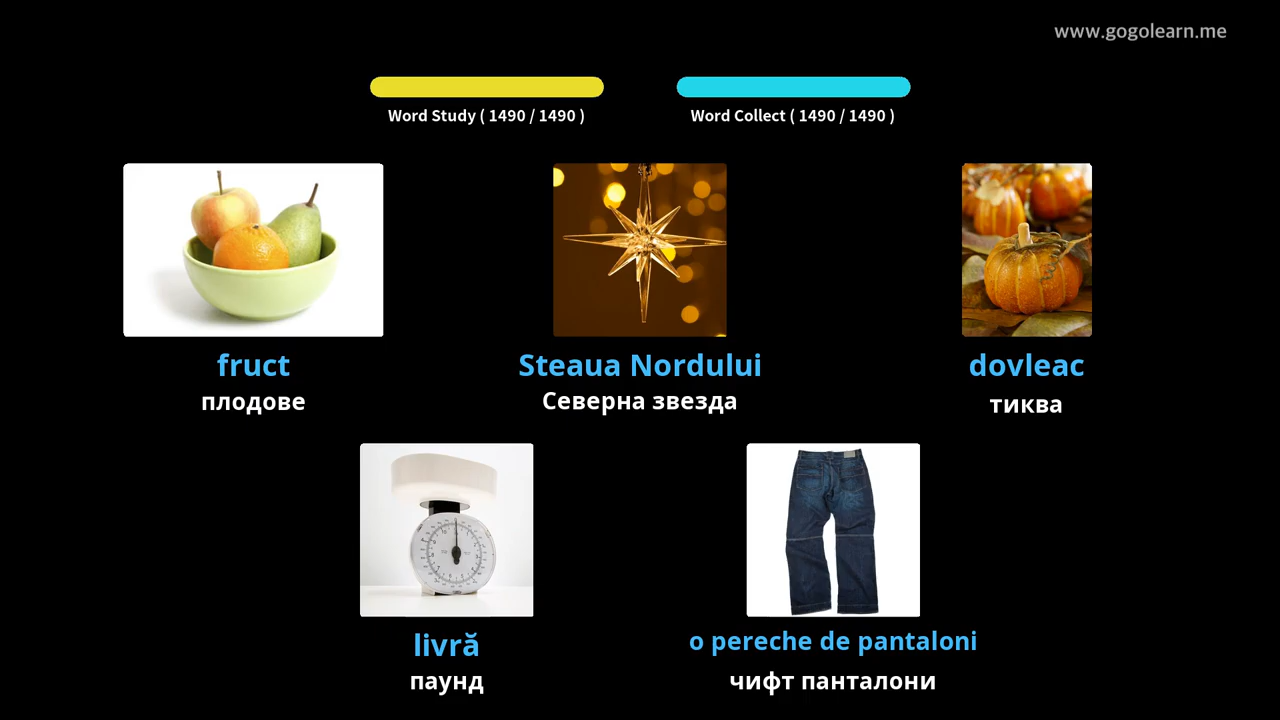 www.gogolearn.me
Word Study ( 1490 / 1490 )
Word Collect ( 1490 / 1490 )
fruct
плодове
Steaua Nordului
Северна звезда
dovleac
тиква
livră
паунд
o pereche de pantaloni
чифт панталони